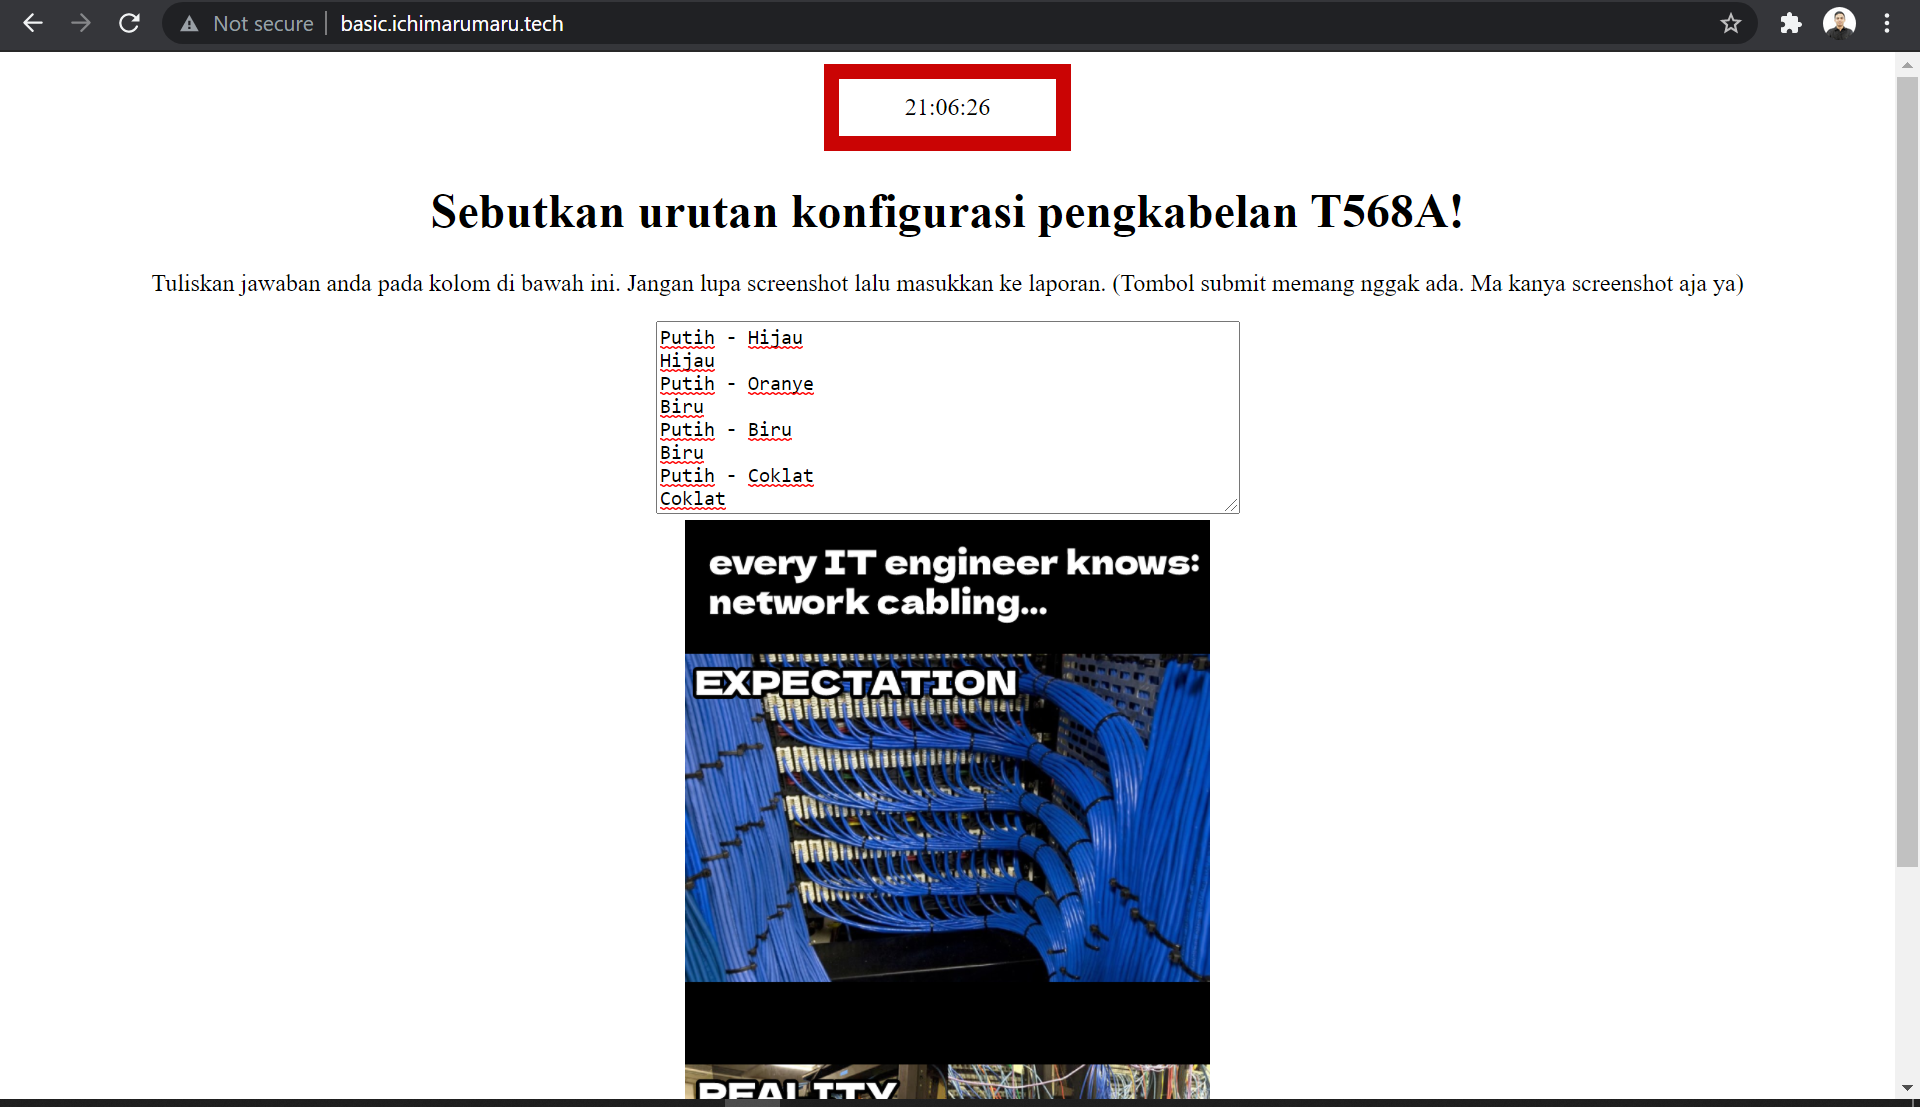 Not secure
basic.ichimarumaru.tech
21:06:26
Sebutkan urutan konfigurasi pengkabelan T568A!
Tuliskan jawaban anda pada kolom di bawah ini. Jangan lupa screenshot lalu masukkan ke laporan. (Tombol submit memang nggak ada. Ma kanya screenshot aja ya)
Putih - Hijau
Hijau
Putih - Oranye
Biru
Putih - Biru
Biru
Putih - Coklat
Coklat
every IT engineer knows:
network cabling...
EXPECTATION
REALITY